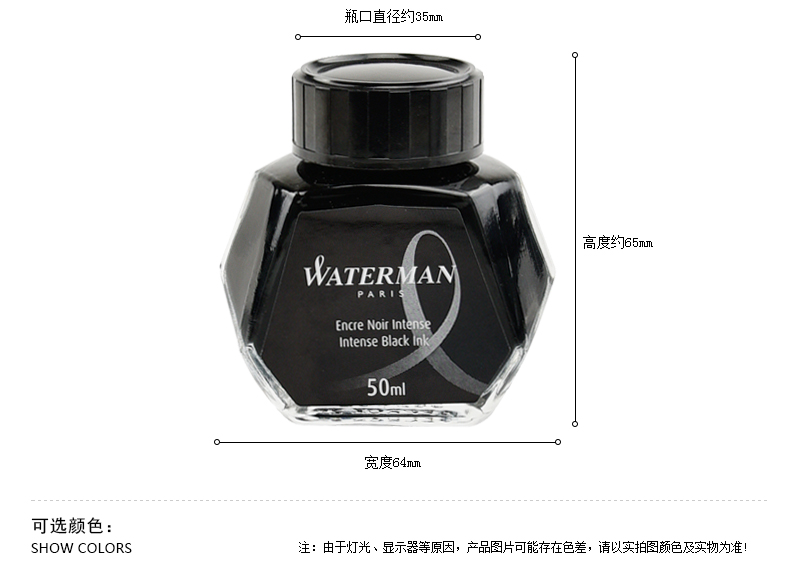 瓶口直径约35mm
高度约65mm
WATERMAN
PARIS
Encre Noir Intense
Intense Black Ink
50ml
宽度64mm
可选颜色：
SHOW COLORS
注：由于灯光、显示器等原因，产品图片可能存在色差，请以实拍图颜色及实物为准!